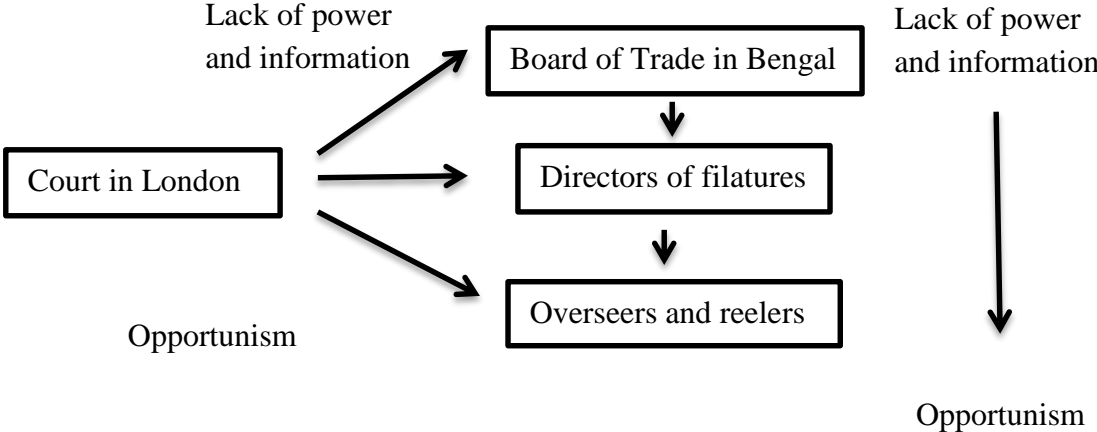 Lack of power
and information
Board of Trade in Bengal
Lack of power
and information
Court in London
Directors of filatures
Overseers and reelers
Opportunism
Opportunism